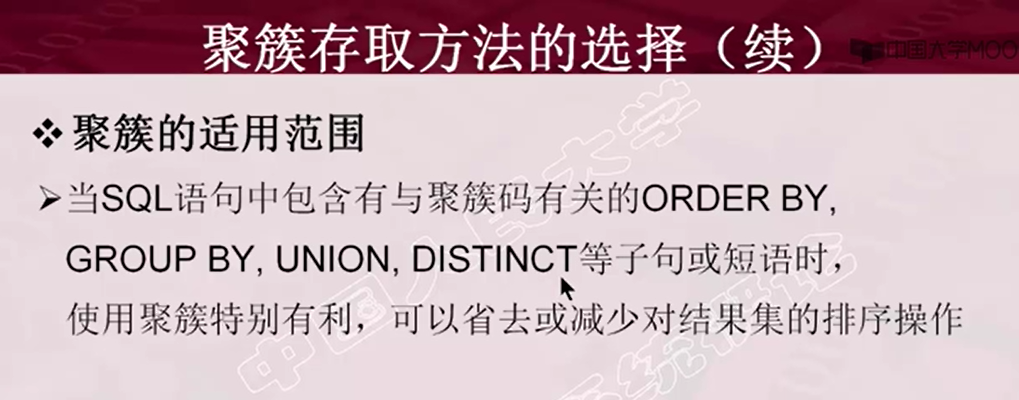 聚簇存取方法的选择（续）
中国大学MOO
❖聚簇的适用范围
➢当SQL语句中包含有与聚簇码有关的ORDER BY,
GROUP BY, UNION, DISTINCT等子句或短语时，
使用聚簇特别有利，可以省去或减少对结果集的排序操作